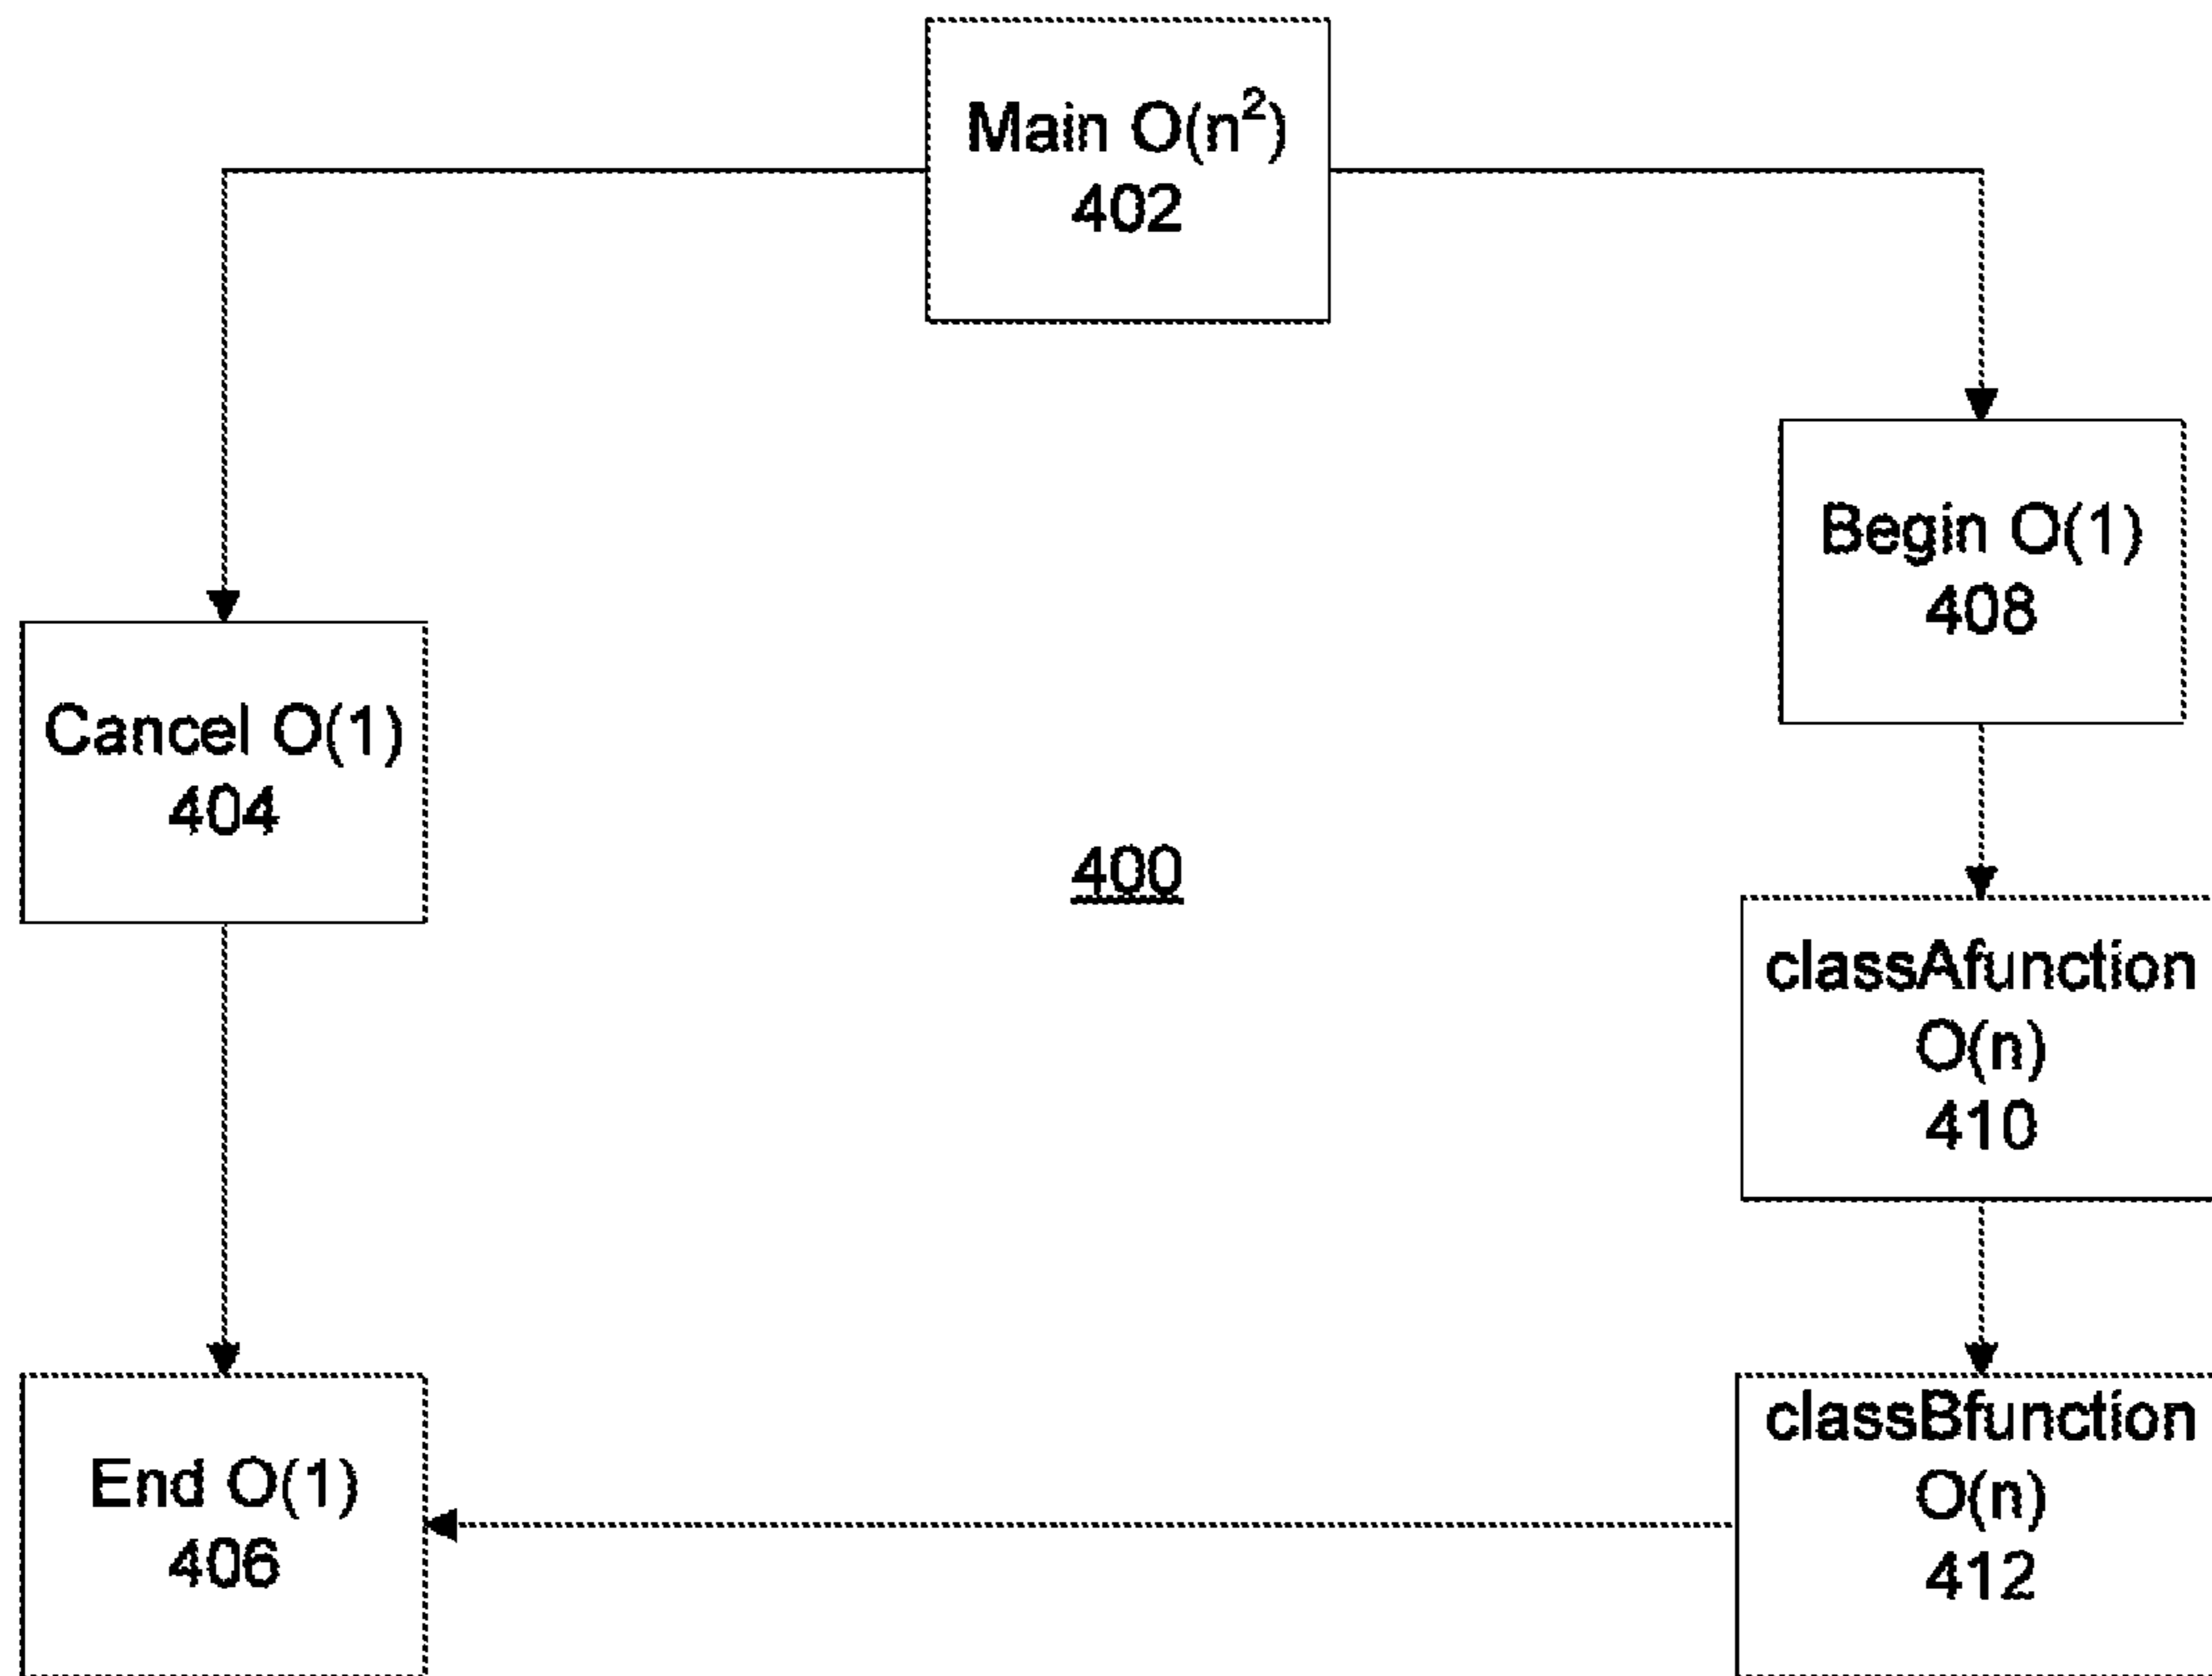 Main O(n²)
402
Begin O(1)
408
Cancel O(1)
404
400
classAfunction
O(n)
410
End O(1)
406
classBfunction
O(n)
412